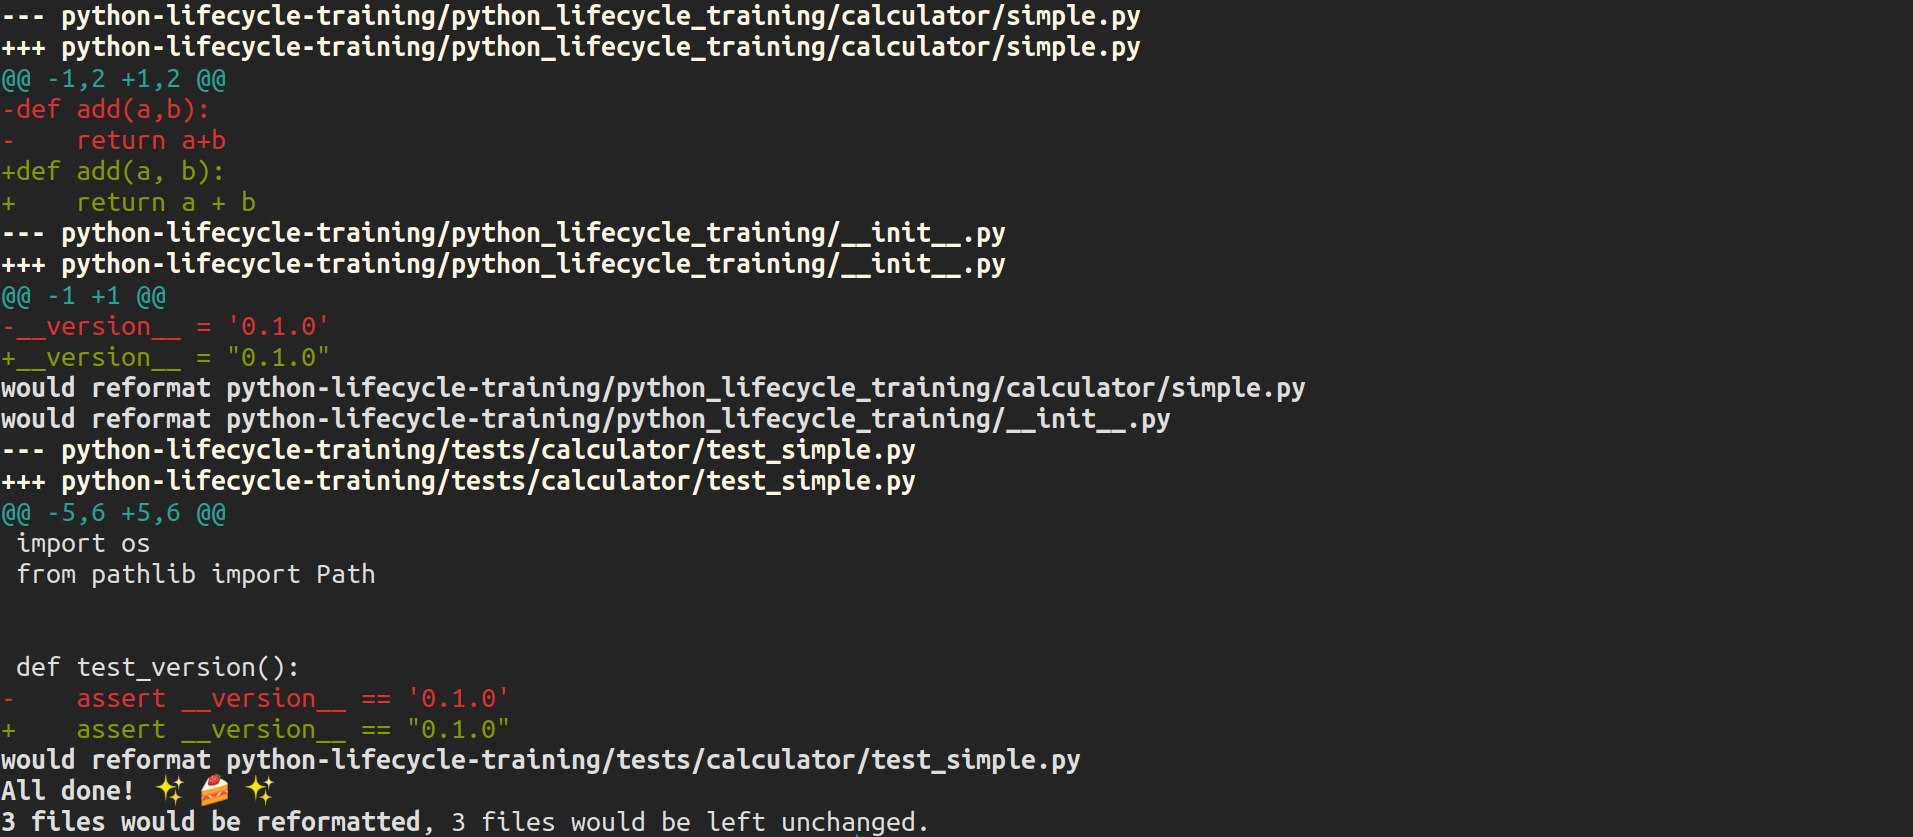 --- python-lifecycle-training/python_lifecycle_training/calculator/simple.py
+++ python-lifecycle-training/python_lifecycle_training/calculator/simple.py
@@ -1,2 +1,2 @@
-def add(a,b):
-    return a+b
+def add(a, b):
+    return a + b
--- python-lifecycle-training/python_lifecycle_training/__init__.py
+++ python-lifecycle-training/python_lifecycle_training/__init__.py
@@ -1 +1 @@
-__version__ = '0.1.0'
+__version__ = "0.1.0"
would reformat python-lifecycle-training/python_lifecycle_training/calculator/simple.py
would reformat python-lifecycle-training/python_lifecycle_training/__init__.py
--- python-lifecycle-training/tests/calculator/test_simple.py
+++ python-lifecycle-training/tests/calculator/test_simple.py
@@ -5,6 +5,6 @@
 import os
 from pathlib import Path
 def test_version():
-    assert __version__ == '0.1.0'
+    assert __version__ == "0.1.0"
would reformat python-lifecycle-training/tests/calculator/test_simple.py
All done! ✨ 🍰 ✨
3 files would be reformatted, 3 files would be left unchanged.